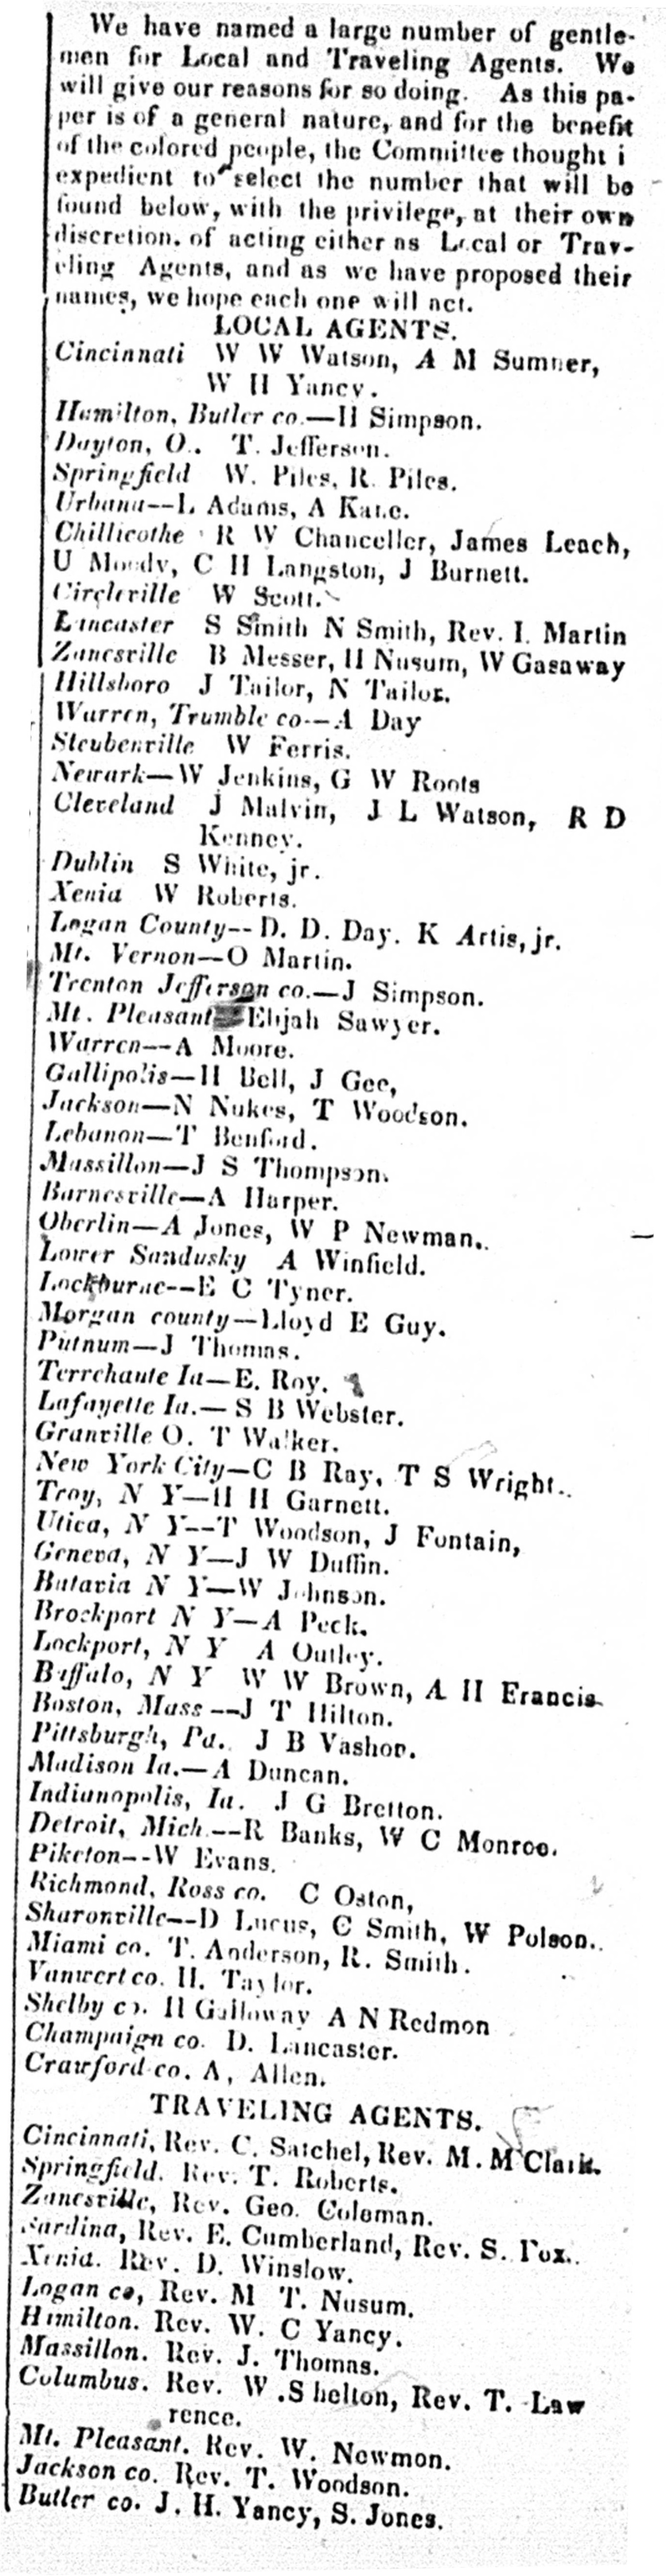 We have named a large number of gentle-
men for Local and Traveling Agents. We
will give our reasons for so doing. As this pa-
per is of a general nature, and for the benefit
of the colored people, the Committee thought i
expedient to select the number that will be
found below, with the privilege, at their own
discretion. of acting either as Local or Trav-
eling Agents, and as we have proposed their
names, we hope each one will act.
LOCAL AGENTS.
Cincinnati W W Watson, A M Sumner,
W H Yancy.
Hamilton, Butler co.—H Simpson.
Dayton, O. T. Jefferson.
Springfield W. Piles, R. Piles.
Urbana--L Adams, A Kane.
Chillicothe R W Chanceller, James Leach,
U Moody, C H Langston, J Burnett.
Circleville W Scott.
Lancaster S Smith N Smith, Rev. I. Martin
Zanesville B Messer, H Nusum, W Gasaway
Hillsboro J Tailor, N Tailor.
Warren, Trumble co--A Day
Steubenville W Ferris.
Newark—W Jenkins, G W Roots
Cleveland J Malvin, J L Watson, R D
Kenney.
Dublin S White, jr.
Xenia W Roberts.
Logan County--D. D. Day. K Artis, jr.
Mt. Vernon—O Martin.
Trenton Jefferson co.—J Simpson.
Mt. Pleasant Elijah Sawyer.
Warren--A Moore.
Gallipolis—H Bell, J Gee,
Jackson—N Nukes, T Woodson.
Lebanon—T Benford.
Massillon—J S Thompson.
Barnesville—A Harper.
Oberlin—A Jones, W P Newman.
Lower Sandusky A Winfield.
Lockburne--E C Tyner.
Morgan county—Lloyd E Guy.
Putnum—J Thomas.
Terrehaute Ia—E. Roy.
Lafayette Ia.—S B Webster.
Granville O. T Walker.
New York City—C B Ray, T S Wright.
Troy, N Y—H H Garnett.
Utica, N Y--T Woodson, J Fontain,
Geneva, N Y—J W Duffin.
Batavia N Y—W Johnson.
Brockport N Y—A Peck.
Lockport, N Y A Outley.
Buffalo, N Y W W Brown, A H Francis
Boston, Mass--J T Hilton.
Pittsburgh, Pa. J B Vashon.
Madison Ia.—A Duncan.
Indianopolis, Ia. J G Bretton.
Detroit, Mich.--R Banks, W C Monroe.
Piketon--W Evans.
Richmond, Ross co. C Oston,
Sharonville--D Lucus, C Smith, W Polson.
Miami co. T. Anderson, R. Smith.
Vanwert co. H. Taylor.
Shelby co. H Galloway A N Redmon
Champaign co. D. Lancaster.
Crawford co. A, Allen.
TRAVELING AGENTS.
Cincinnati, Rev. C. Satchel, Rev. M. M Clark.
Springfield. Rev. T. Roberts.
Zanesville, Rev. Geo. Coleman.
Sardina, Rev. E. Cumberland, Rev. S. Fox.
Xenia. Rev. D. Winslow.
Logan co, Rev. M T. Nusum.
Hamilton. Rev. W. C Yancy.
Massillon. Rev. J. Thomas.
Columbus. Rev. W. Shelton, Rev. T. Law
rence.
Mt. Pleasant. Rev. W. Newmon.
Jackson co. Rev. T. Woodson.
Butler co. J. H. Yancy, S. Jones.